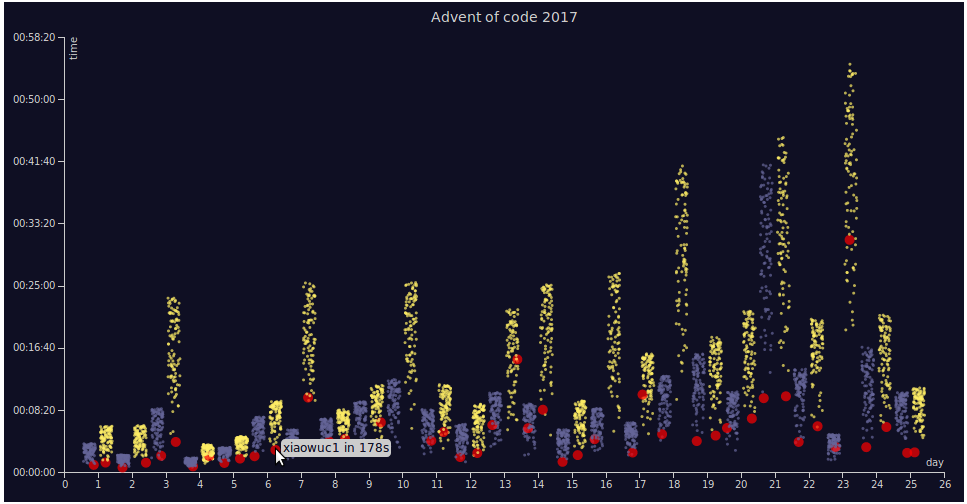 Advent of code 2017
time
00:58:20
00:50:00
00:41:40
00:33:20
00:25:00
00:16:40
00:08:20
00:00:00
xiaowuc1 in 178s
day
0 1 2 3 4 5 6 7 8 9 10 11 12 13 14 15 16 17 18 19 20 21 22 23 24 25 26